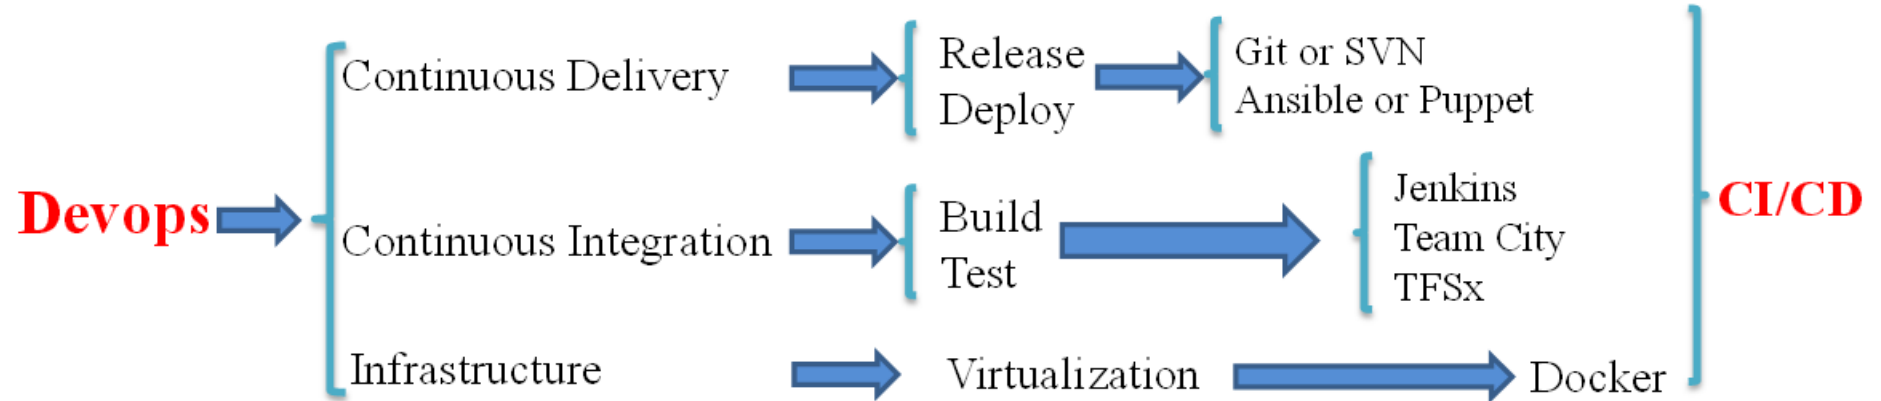 Devops
Continuous Delivery
Release
Deploy
Git or SVN
Ansible or Puppet
Continuous Integration
Build
Test
Jenkins
Team City
TFSx
Infrastructure
Virtualization
Docker
CI/CD